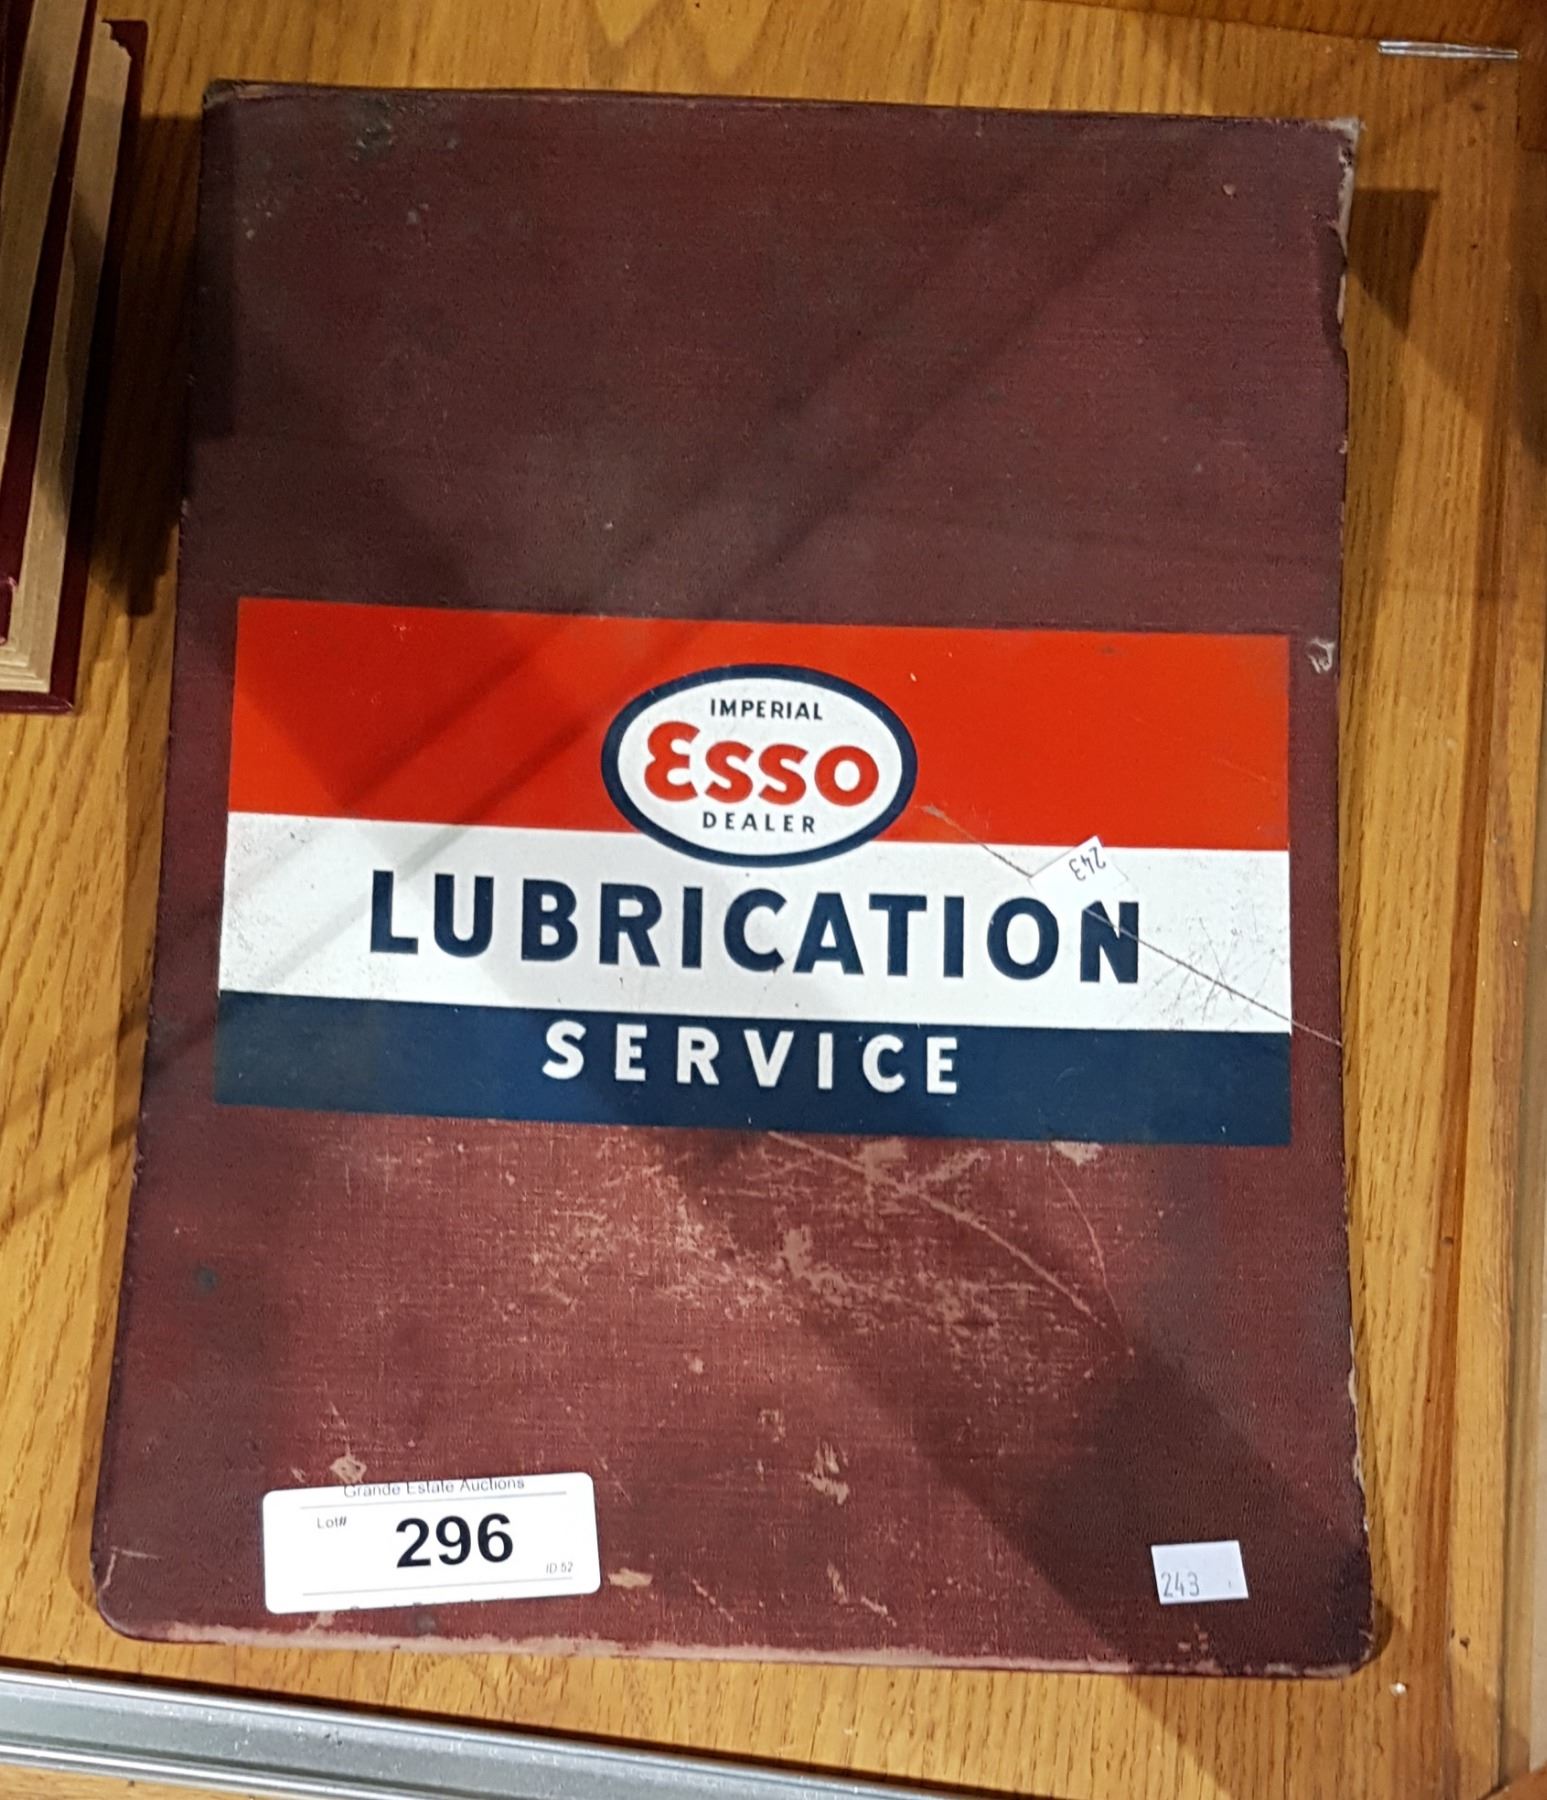 IMPERIAL
Esso
DEALER
243
LUBRICATION
SERVICE
Grande Estate Auctions
Lot# 296
ID 52
243